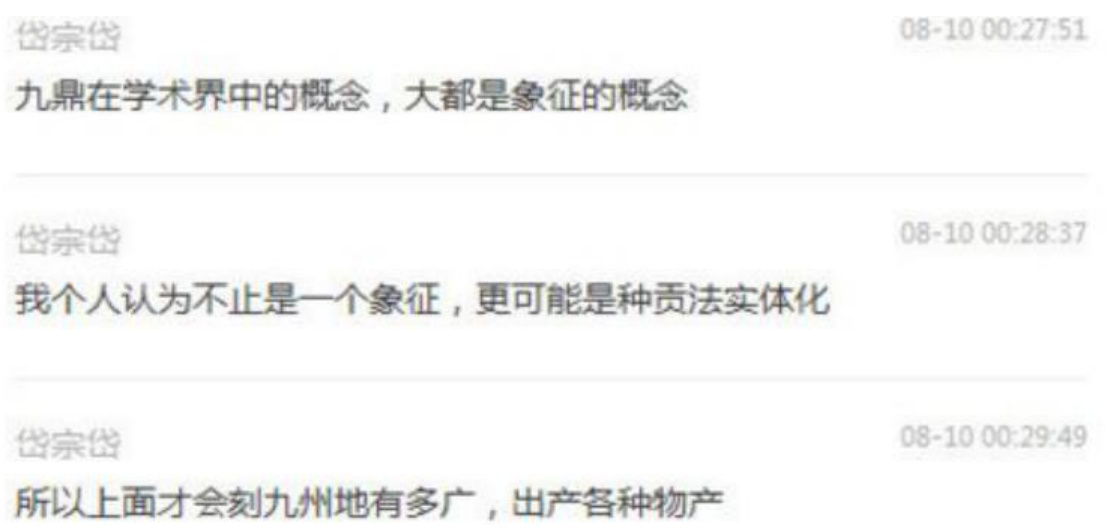 岱宗岱
08-10 00:27:51
九鼎在学术界中的概念，大都是象征的概念
岱宗岱
08-10 00:28:37
我个人认为不止是一个象征，更可能是种贡法实体化
岱宗岱
08-10 00:29:49
所以上面才会刻九州地有多广，出产各种物产